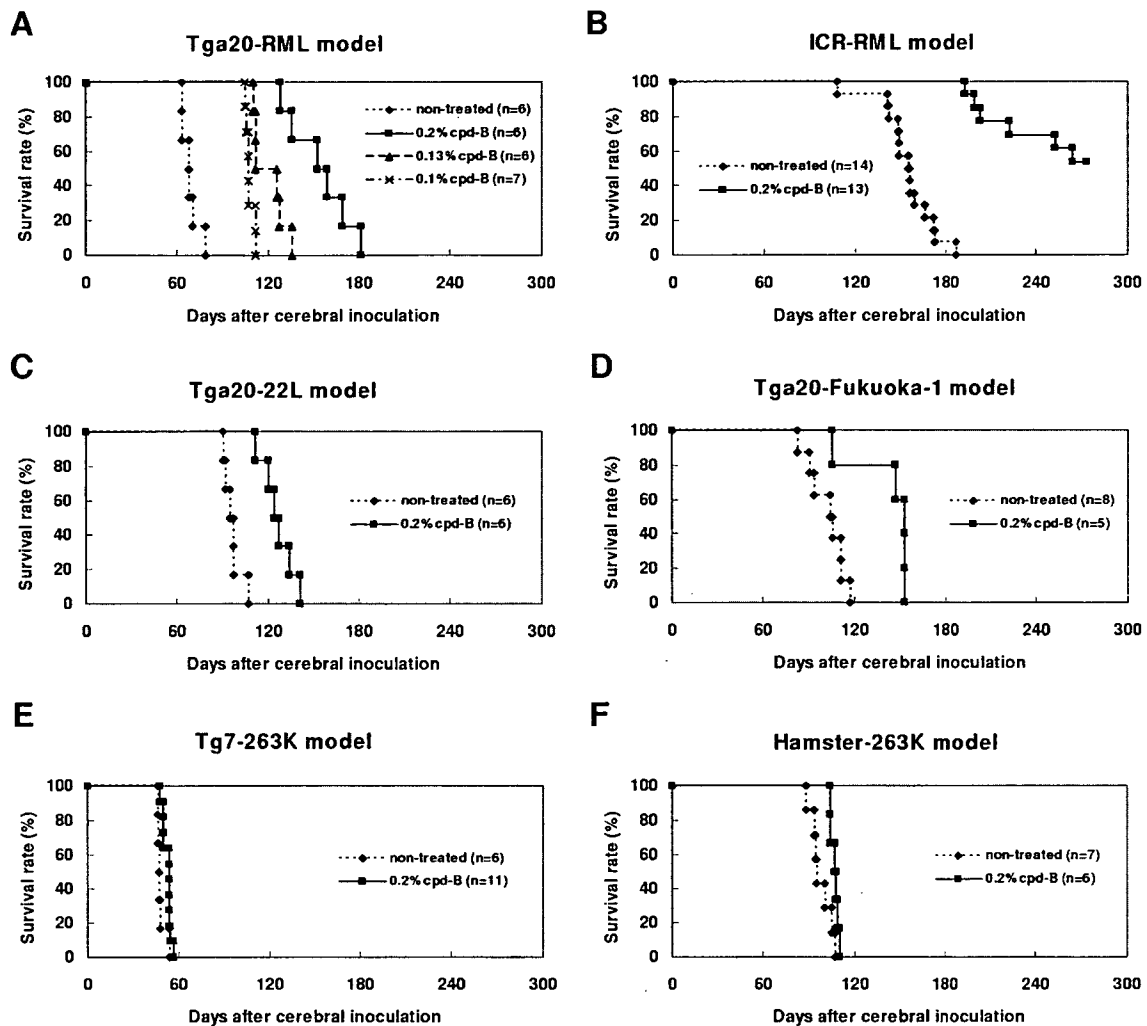 A
Tga20-RML model
Survival rate (%)
100
80
60
40
20
0
0 60 120 180 240 300
Days after cerebral inoculation
non-treated (n=6)
0.2% cpd-B (n=6)
0.13% cpd-B (n=6)
0.1% cpd-B (n=7)
B
ICR-RML model
Survival rate (%)
100
80
60
40
20
0
0 60 120 180 240 300
Days after cerebral inoculation
non-treated (n=14)
0.2% cpd-B (n=13)
C
Tga20-22L model
Survival rate (%)
100
80
60
40
20
0
0 60 120 180 240 300
Days after cerebral inoculation
non-treated (n=6)
0.2% cpd-B (n=6)
D
Tga20-Fukuoka-1 model
Survival rate (%)
100
80
60
40
20
0
0 60 120 180 240 300
Days after cerebral inoculation
non-treated (n=8)
0.2% cpd-B (n=5)
E
Tg7-263K model
Survival rate (%)
100
80
60
40
20
0
0 60 120 180 240 300
Days after cerebral inoculation
non-treated (n=6)
0.2% cpd-B (n=11)
F
Hamster-263K model
Survival rate (%)
100
80
60
40
20
0
0 60 120 180 240 300
Days after cerebral inoculation
non-treated (n=7)
0.2% cpd-B (n=6)